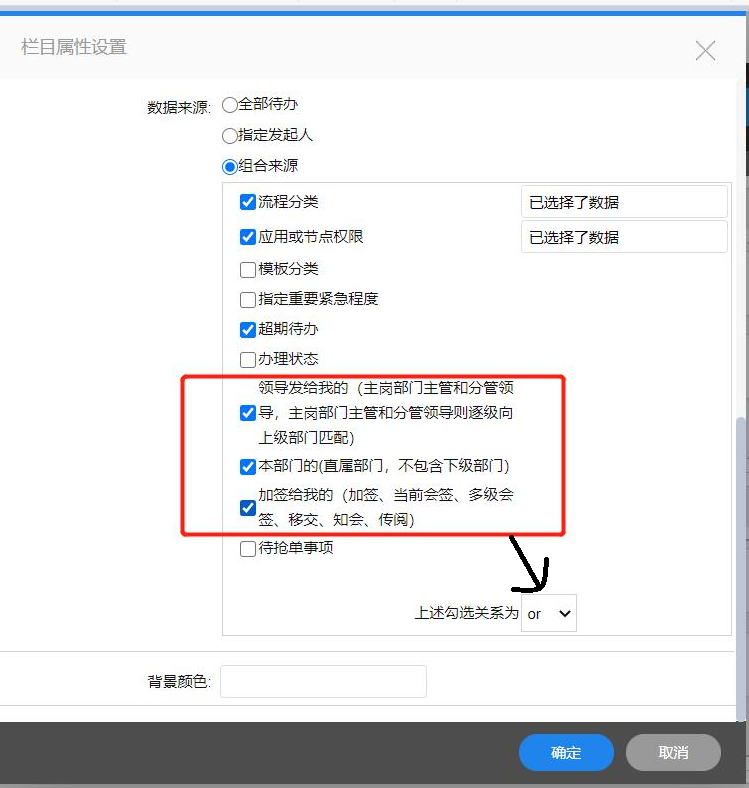 栏目属性设置
数据来源:
全部待办
指定发起人
组合来源
流程分类
已选择了数据
应用或节点权限
已选择了数据
模板分类
指定重要紧急程度
超期待办
办理状态
领导发给我的（主岗部门主管和分管领
导，主岗部门主管和分管领导则逐级向
上级部门匹配)
本部门的(直属部门，不包含下级部门)
加签给我的（加签、当前会签、多级会
签、移交、知会、传阅）
待抢单事项
上述勾选关系为 or
背景颜色:
确定 取消